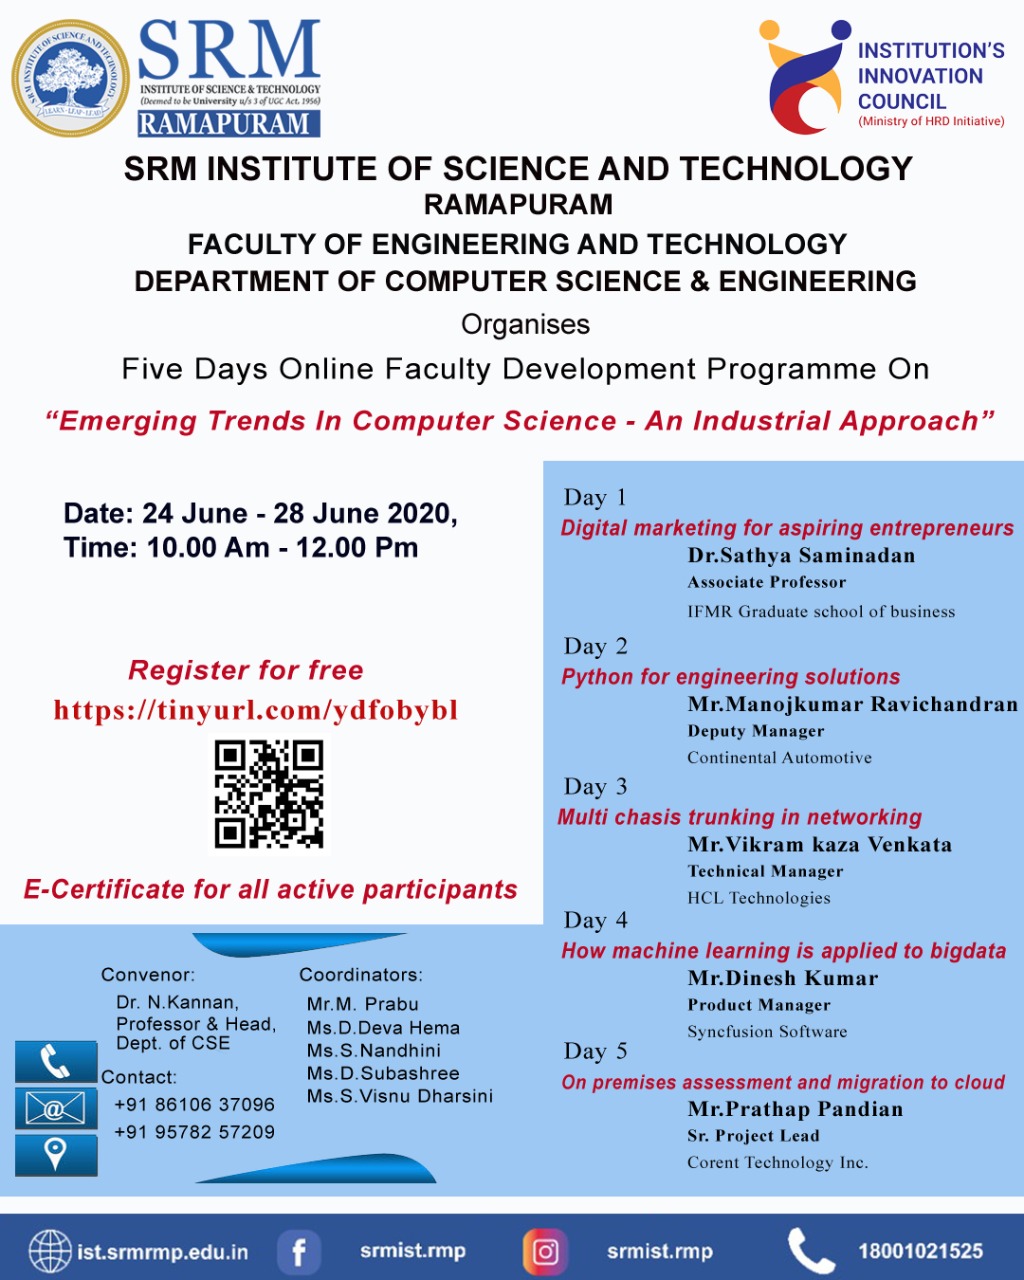 SRM INSTITUTE OF SCIENCE AND TECHNOLOGY
LEARN - LEAP - LEAD
SRM
INSTITUTE OF SCIENCE & TECHNOLOGY
(Deemed to be University u/s 3 of UGC Act, 1956)
RAMAPURAM
INSTITUTION'S
INNOVATION
COUNCIL
(Ministry of HRD Initiative)
SRM INSTITUTE OF SCIENCE AND TECHNOLOGY
RAMAPURAM
FACULTY OF ENGINEERING AND TECHNOLOGY
DEPARTMENT OF COMPUTER SCIENCE & ENGINEERING
Organises
Five Days Online Faculty Development Programme On
“Emerging Trends In Computer Science - An Industrial Approach”
Date: 24 June - 28 June 2020,
Time: 10.00 Am - 12.00 Pm
Register for free
https://tinyurl.com/ydfobybl
E-Certificate for all active participants
Day 1
Digital marketing for aspiring entrepreneurs
Dr.Sathya Saminadan
Associate Professor
IFMR Graduate school of business
Day 2
Python for engineering solutions
Mr.Manojkumar Ravichandran
Deputy Manager
Continental Automotive
Day 3
Multi chasis trunking in networking
Mr.Vikram kaza Venkata
Technical Manager
HCL Technologies
Day 4
How machine learning is applied to bigdata
Mr.Dinesh Kumar
Product Manager
Syncfusion Software
Day 5
On premises assessment and migration to cloud
Mr.Prathap Pandian
Sr. Project Lead
Corent Technology Inc.
Convenor:
Dr. N.Kannan,
Professor & Head,
Dept. of CSE
Contact:
+91 86106 37096
+91 95782 57209
Coordinators:
Mr.M. Prabu
Ms.D.Deva Hema
Ms.S.Nandhini
Ms.D.Subashree
Ms.S.Visnu Dharsini
@
ist.srmrmp.edu.in
srmist.rmp
srmist.rmp
18001021525